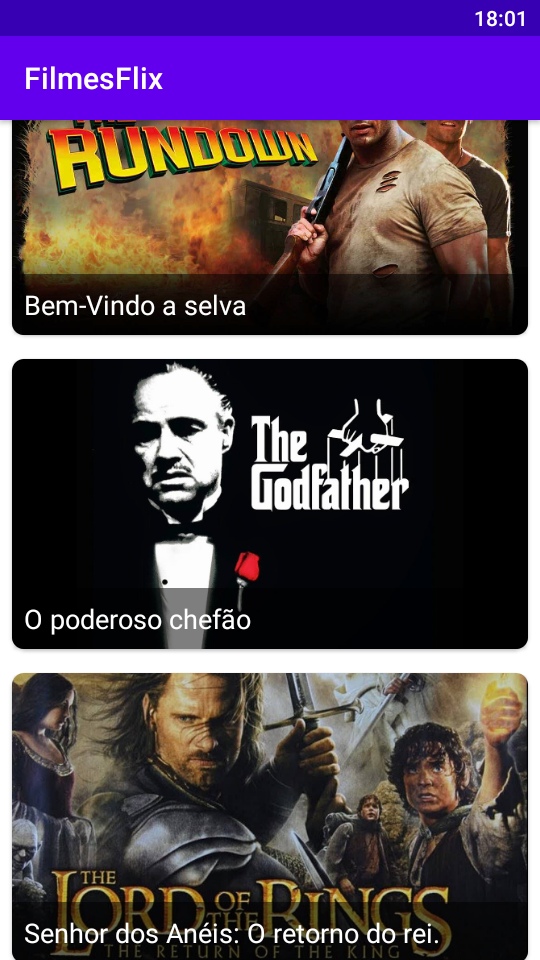 18:01
FilmesFlix
THE
RUNDOWN
Bem-Vindo a selva
The
Godfather
O poderoso chefão
THE
LORD OF
THE RINGS
Senhor dos Anéis: O retorno do rei.
THE RETURN OF THE KING